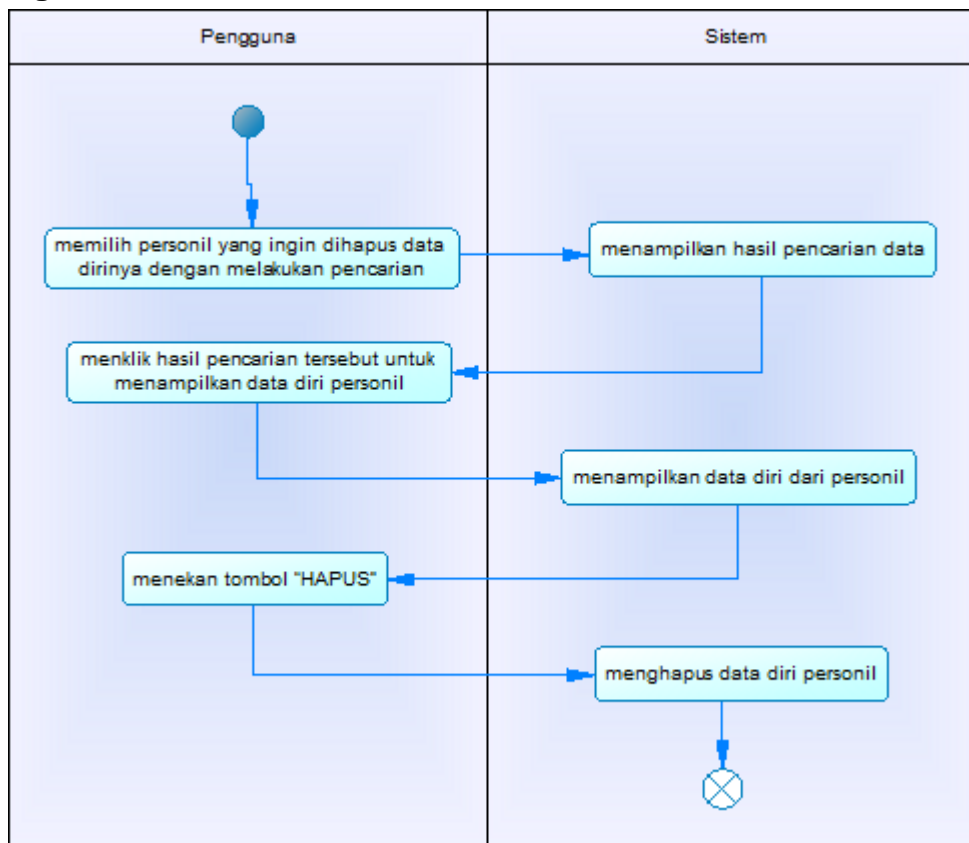 Pengguna
Sistem
memilih personil yang ingin dihapus data
dirinya dengan melakukan pencarian
menampilkan hasil pencarian data
menklik hasil pencarian tersebut untuk
menampilkan data diri personil
menampilkan data diri dari personil
menekan tombol "HAPUS"
menghapus data diri personil